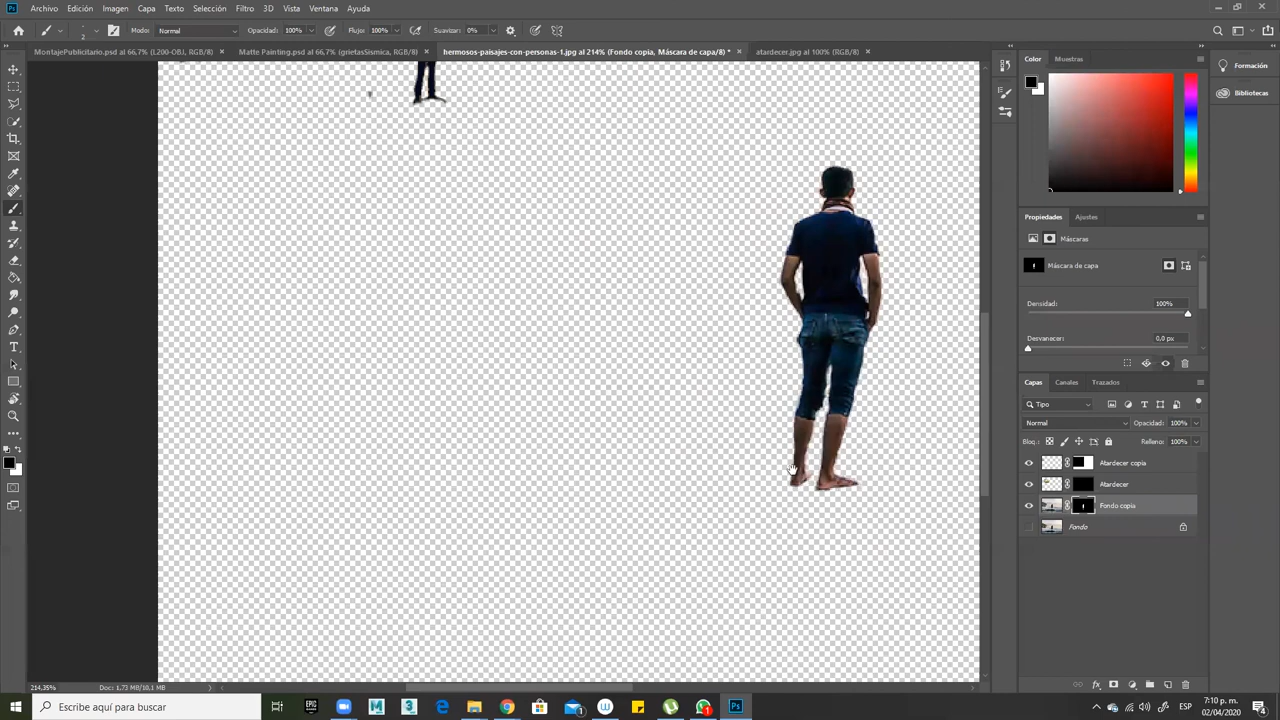 Archivo Edición Imagen Capa Texto Selección Filtro 3D Vista Ventana Ayuda
2 Modo: Normal Opacidad: 100% Flujo: 100% Suavizar: 0%
MontajePublicitario.psd al 66,7% (L200-OBJ, RGB/8) × Matte Painting.psd al 66,7% (grietasSismica, RGB/8) × hermosos-paisajes-con-personas-1.jpg al 214% (Fondo copia, Máscara de capa/8) * × atardecer.jpg al 100% (RGB/8) ×
Color Muestras
Formación
Bibliotecas
Propiedades Ajustes
Máscaras
Máscara de capa
Densidad: 100%
Desvanecer: 0,0 px
Capas Canales Trazados
Tipo
Normal Opacidad: 100%
Bloq.: Relleno: 100%
Atardecer copia
Atardecer
Fondo copia
Fondo
214,35% Doc: 1,73 MB/10,1 MB
Escribe aquí para buscar
7:10 p. m.
02/04/2020